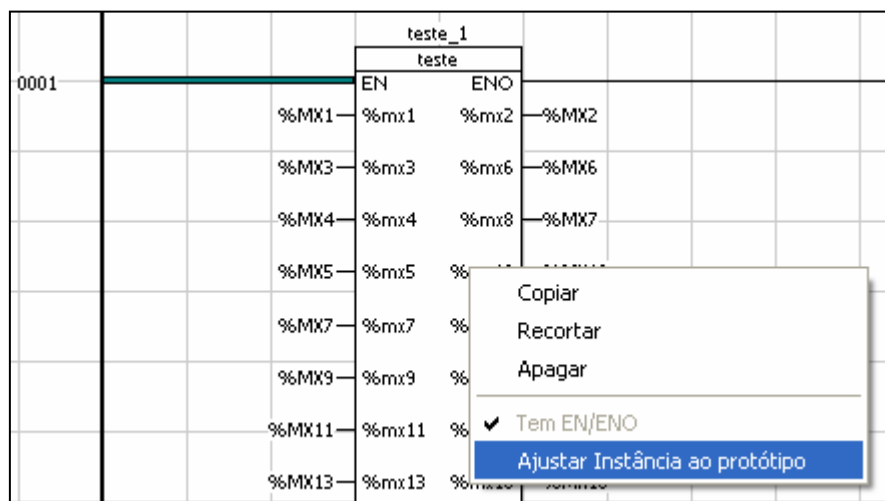 teste_1
teste
0001 EN ENO
%MX1 %mx1 %mx2 %MX2
%MX3 %mx3 %mx6 %MX6
%MX4 %mx4 %mx8 %MX7
%MX5 %mx5
%MX7 %mx7
%MX9 %mx9
%MX11 %mx11
%MX13 %mx13
Copiar
Recortar
Apagar
Tem EN/ENO
Ajustar Instância ao protótipo